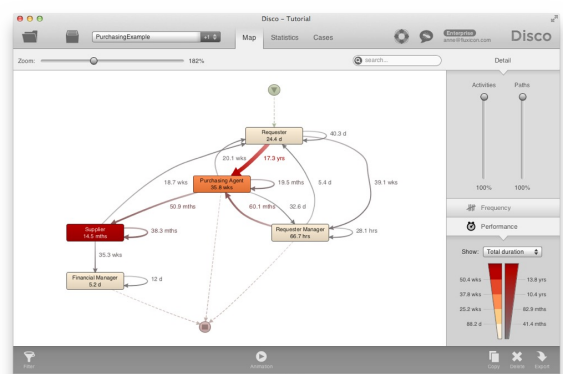 Disco - Tutorial
PurchasingExample
Map
Statistics
Cases
Enterprise
anne@fluxicon.com
Disco
Zoom:
182%
search...
Detail
Activities
Paths
100%
100%
Requester
24.4 d
40.3 d
20.1 wks
17.3 yrs
Purchasing Agent
35.8 wks
19.5 mths
5.4 d
39.1 wks
18.7 wks
50.9 mths
60.1 mths
32.6 d
Supplier
14.5 mths
38.3 mths
Requester Manager
66.7 hrs
28.1 hrs
35.3 wks
Financial Manager
5.2 d
12 d
Frequency
Performance
Show:
Total duration
50.4 wks
13.8 yrs
37.8 wks
10.4 yrs
25.2 wks
82.9 mths
88.2 d
41.4 mths
Filter
Animation
Copy
Delete
Export